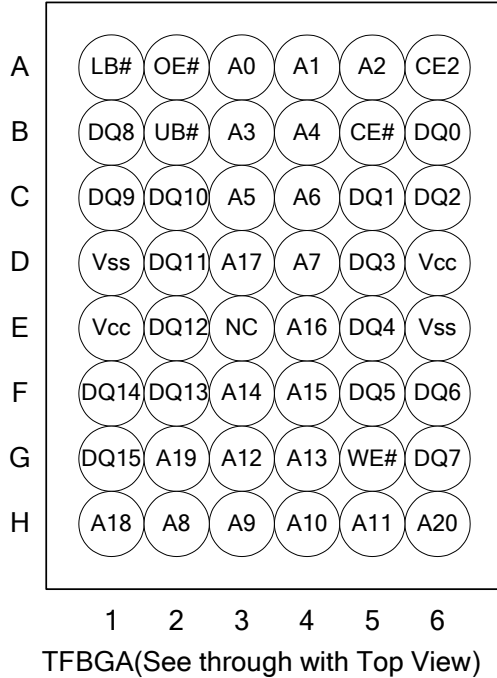 A LB# OE# A0 A1 A2 CE2
B DQ8 UB# A3 A4 CE# DQ0
C DQ9 DQ10 A5 A6 DQ1 DQ2
D Vss DQ11 A17 A7 DQ3 Vcc
E Vcc DQ12 NC A16 DQ4 Vss
F DQ14 DQ13 A14 A15 DQ5 DQ6
G DQ15 A19 A12 A13 WE# DQ7
H A18 A8 A9 A10 A11 A20
1 2 3 4 5 6
TFBGA(See through with Top View)